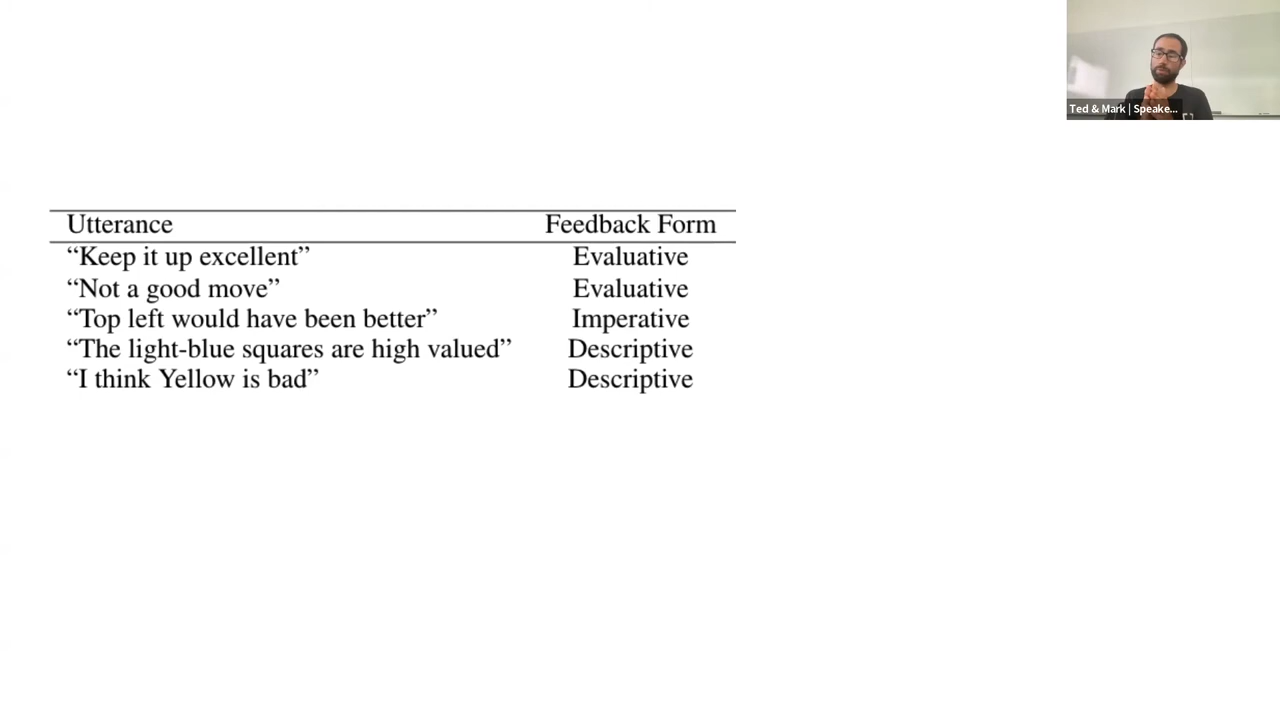 Utterance Feedback Form
“Keep it up excellent” Evaluative
“Not a good move” Evaluative
“Top left would have been better” Imperative
“The light-blue squares are high valued” Descriptive
“I think Yellow is bad” Descriptive
Ted & Mark | Speake...